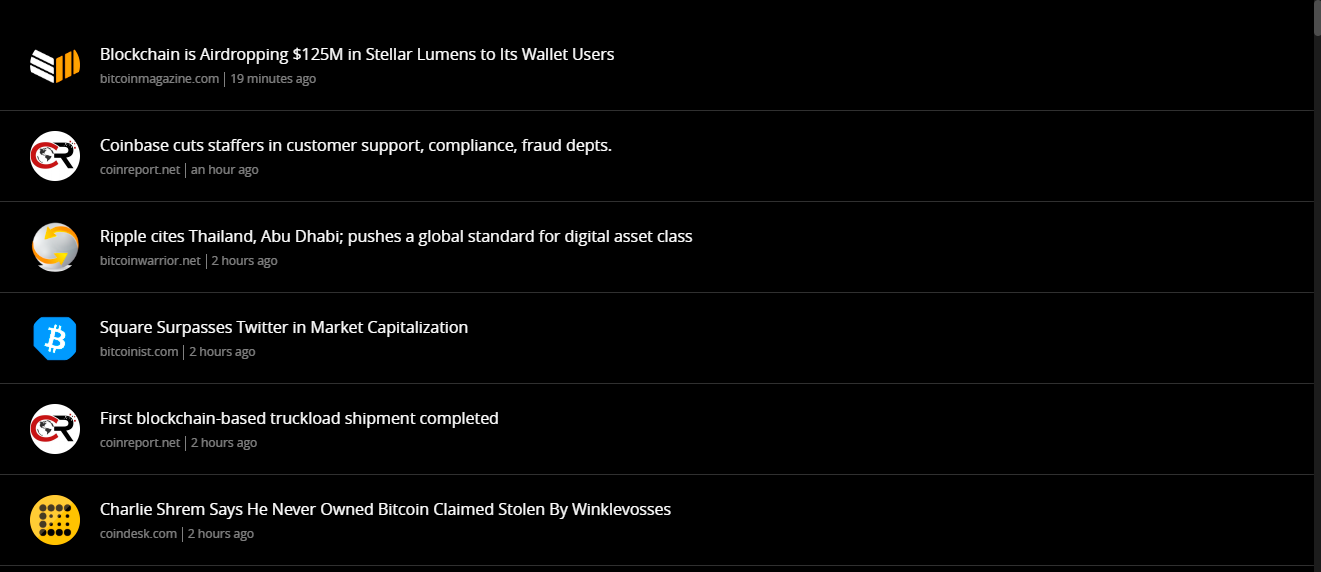 Blockchain is Airdropping $125M in Stellar Lumens to Its Wallet Users
bitcoinmagazine.com | 19 minutes ago
CR
Coinbase cuts staffers in customer support, compliance, fraud depts.
coinreport.net | an hour ago
Ripple cites Thailand, Abu Dhabi; pushes a global standard for digital asset class
bitcoinwarrior.net | 2 hours ago
Square Surpasses Twitter in Market Capitalization
bitcoinist.com | 2 hours ago
CR
First blockchain-based truckload shipment completed
coinreport.net | 2 hours ago
Charlie Shrem Says He Never Owned Bitcoin Claimed Stolen By Winklevosses
coindesk.com | 2 hours ago